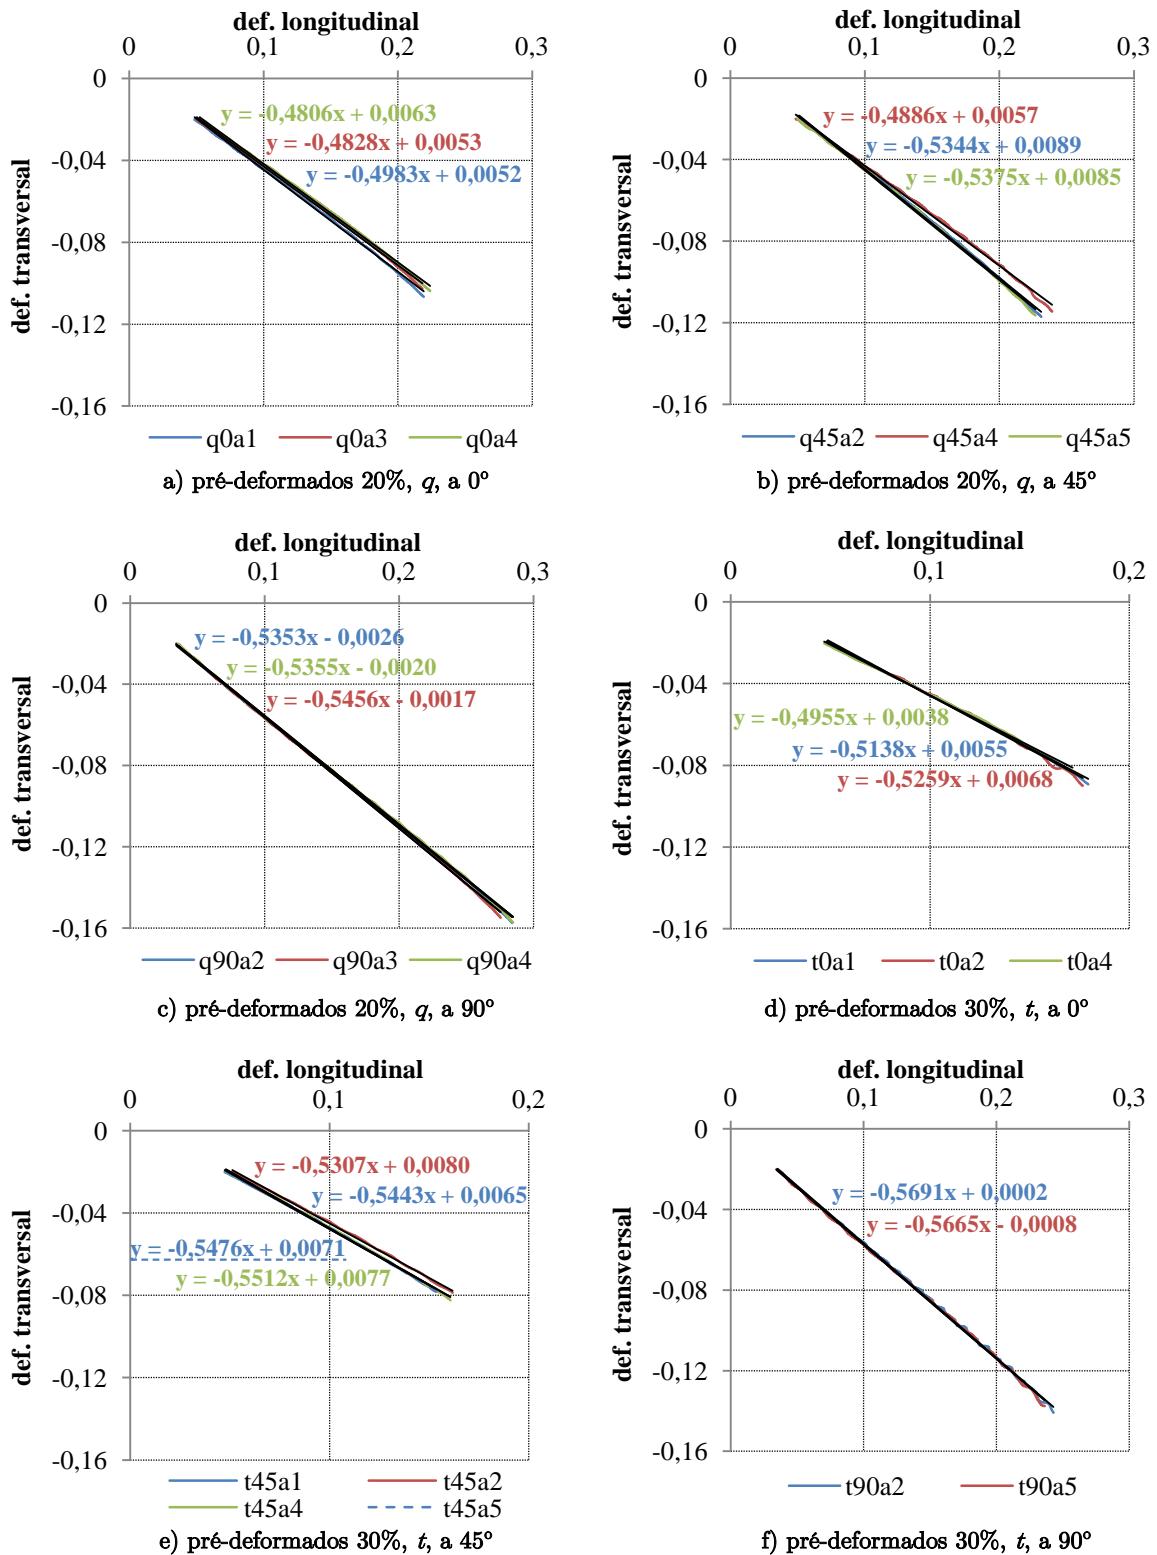 def. longitudinal
0 0,1 0,2 0,3
0
-0,04
-0,08
-0,12
-0,16
def. transversal
y = -0,4806x + 0,0063
y = -0,4828x + 0,0053
y = -0,4983x + 0,0052
q0a1 q0a3 q0a4
a) pré-deformados 20%, q, a 0º
def. longitudinal
0 0,1 0,2 0,3
0
-0,04
-0,08
-0,12
-0,16
def. transversal
y = -0,4886x + 0,0057
y = -0,5344x + 0,0089
y = -0,5375x + 0,0085
q45a2 q45a4 q45a5
b) pré-deformados 20%, q, a 45º
def. longitudinal
0 0,1 0,2 0,3
0
-0,04
-0,08
-0,12
-0,16
def. transversal
y = -0,5353x - 0,0026
y = -0,5355x - 0,0020
y = -0,5456x - 0,0017
q90a2 q90a3 q90a4
c) pré-deformados 20%, q, a 90º
def. longitudinal
0 0,1 0,2
0
-0,04
-0,08
-0,12
-0,16
def. transversal
y = -0,4955x + 0,0038
y = -0,5138x + 0,0055
y = -0,5259x + 0,0068
t0a1 t0a2 t0a4
d) pré-deformados 30%, t, a 0º
def. longitudinal
0 0,1 0,2
0
-0,04
-0,08
-0,12
-0,16
def. transversal
y = -0,5307x + 0,0080
y = -0,5443x + 0,0065
y = -0,5476x + 0,0071
y = -0,5512x + 0,0077
t45a1 t45a2
t45a4 t45a5
e) pré-deformados 30%, t, a 45º
def. longitudinal
0 0,1 0,2 0,3
0
-0,04
-0,08
-0,12
-0,16
def. transversal
y = -0,5691x + 0,0002
y = -0,5665x - 0,0008
t90a2 t90a5
f) pré-deformados 30%, t, a 90º